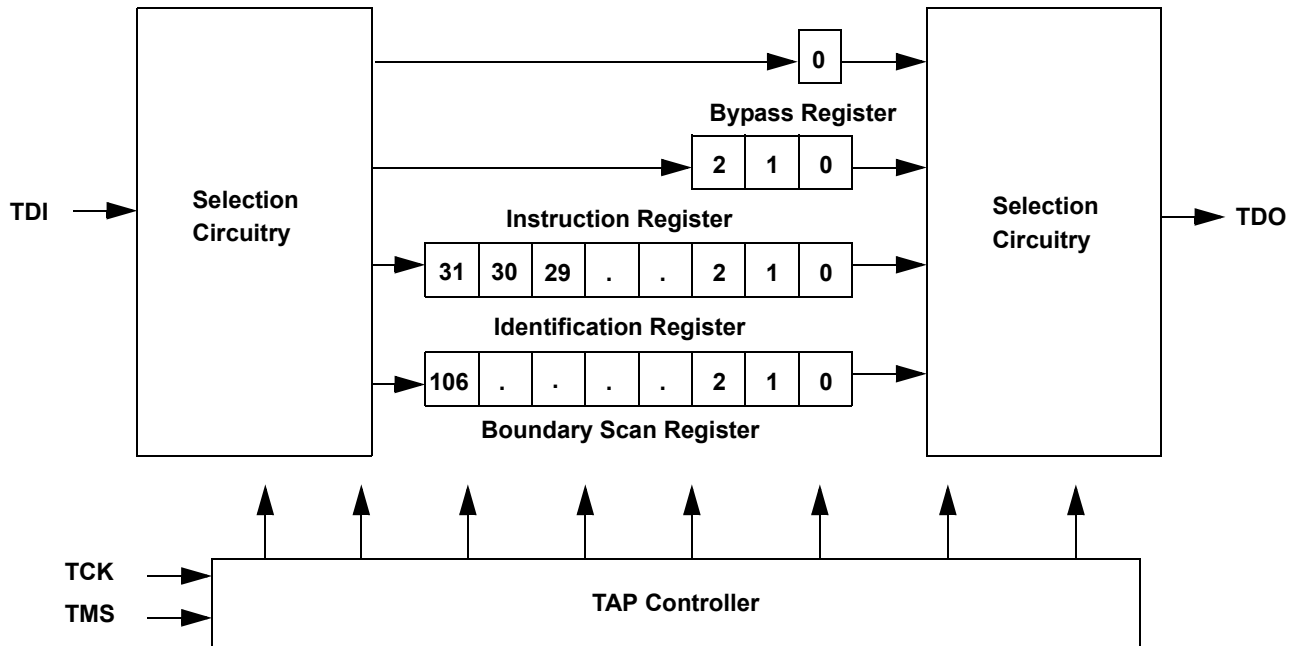 0
Bypass Register
2 1 0
TDI
Selection
Circuitry
Instruction Register
Selection
Circuitry
TDO
31 30 29 . . 2 1 0
Identification Register
106 . . . . 2 1 0
Boundary Scan Register
TCK
TMS
TAP Controller